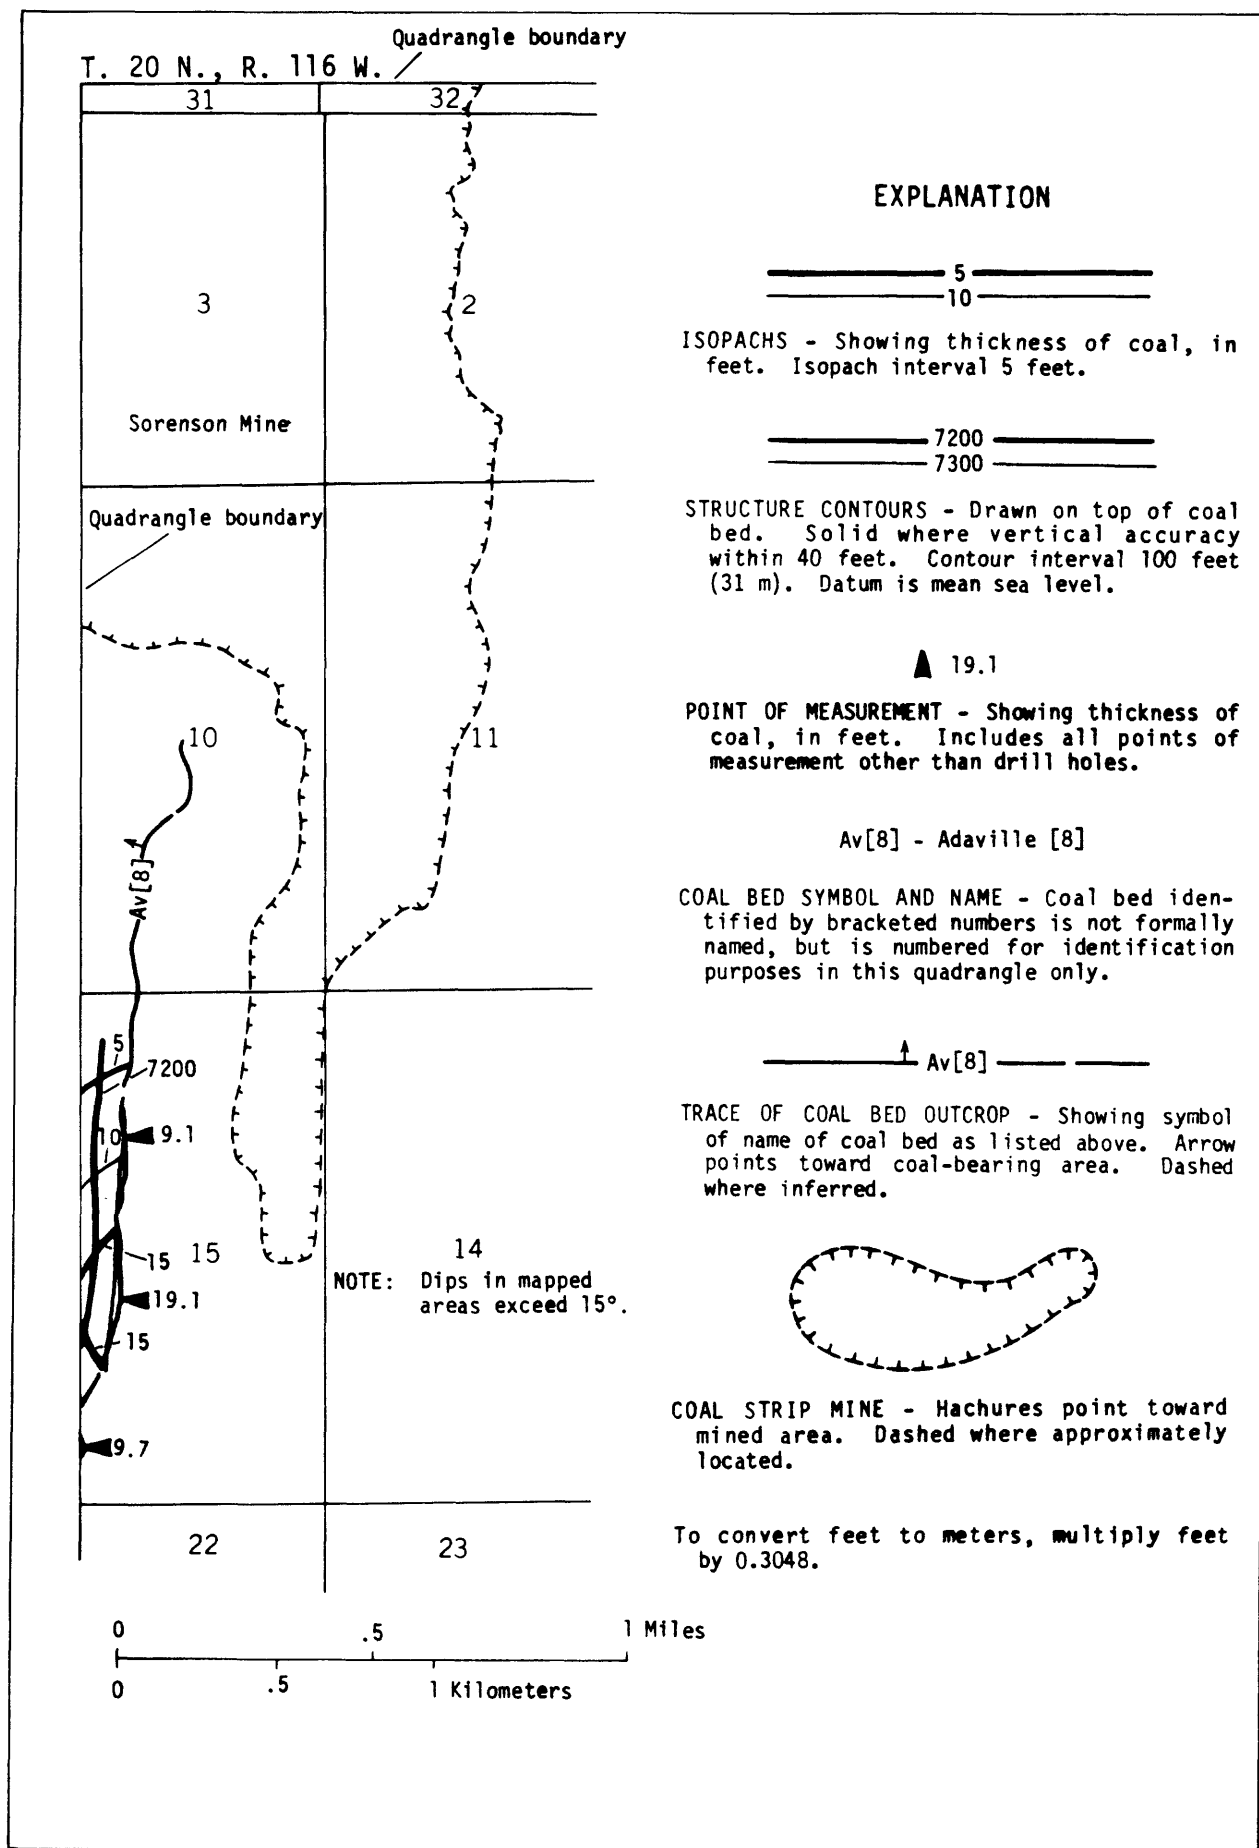 Quadrangle boundary
T. 20 N., R. 116 W.
31
32
3
2
Sorenson Mine
Quadrangle boundary
10
11
Av[8]
5
7200
10
9.1
15
15
19.1
15
9.7
14
NOTE: Dips in mapped
areas exceed 15°.
22
23
0
.5
1 Miles
0
.5
1 Kilometers
EXPLANATION
5
10
ISOPACHS - Showing thickness of coal, in
feet. Isopach interval 5 feet.
7200
7300
STRUCTURE CONTOURS - Drawn on top of coal
bed. Solid where vertical accuracy
within 40 feet. Contour interval 100 feet
(31 m). Datum is mean sea level.
19.1
POINT OF MEASUREMENT - Showing thickness of
coal, in feet. Includes all points of
measurement other than drill holes.
Av[8] - Adaville [8]
COAL BED SYMBOL AND NAME - Coal bed iden-
tified by bracketed numbers is not formally
named, but is numbered for identification
purposes in this quadrangle only.
Av[8]
TRACE OF COAL BED OUTCROP - Showing symbol
of name of coal bed as listed above. Arrow
points toward coal-bearing area. Dashed
where inferred.
COAL STRIP MINE - Hachures point toward
mined area. Dashed where approximately
located.
To convert feet to meters, multiply feet
by 0.3048.